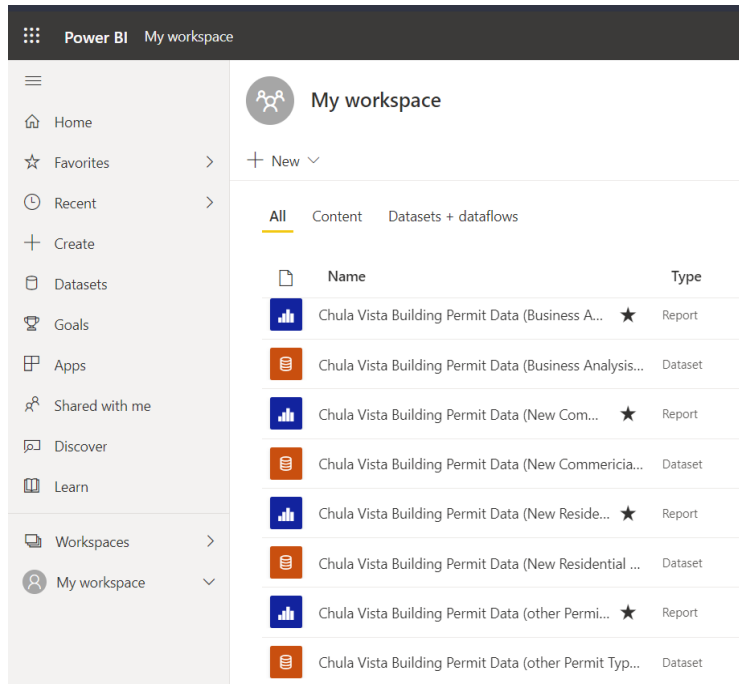 Power BI My workspace
My workspace
Home
Favorites
Recent
Create
Datasets
Goals
Apps
Shared with me
Discover
Learn
Workspaces
My workspace
New
All Content Datasets + dataflows
Name Type
Chula Vista Building Permit Data (Business A... Report
Chula Vista Building Permit Data (Business Analysis... Dataset
Chula Vista Building Permit Data (New Com... Report
Chula Vista Building Permit Data (New Commericia... Dataset
Chula Vista Building Permit Data (New Reside... Report
Chula Vista Building Permit Data (New Residential ... Dataset
Chula Vista Building Permit Data (other Permi... Report
Chula Vista Building Permit Data (other Permit Typ... Dataset